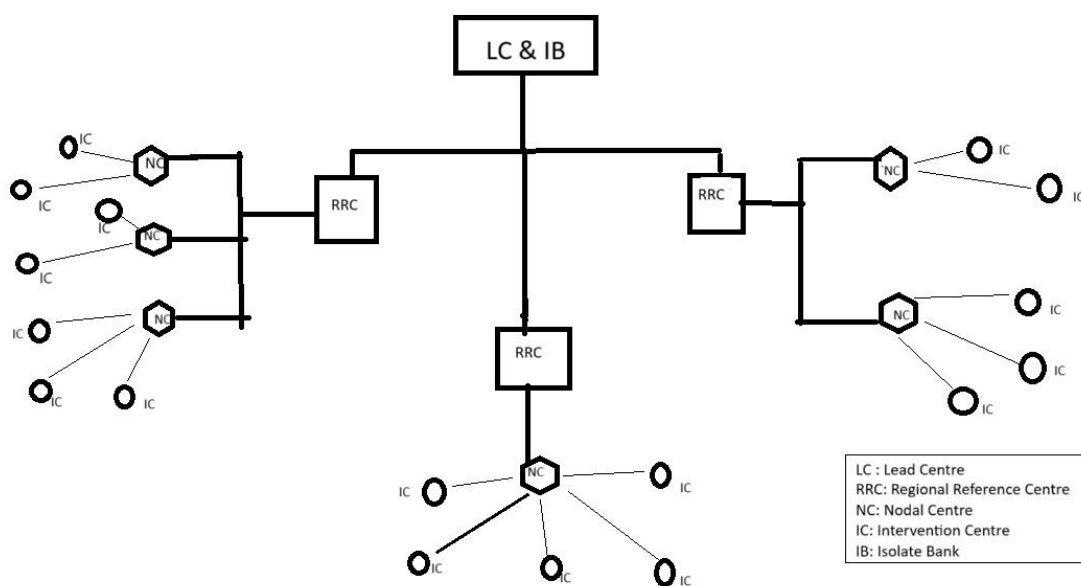 LC & IB
RRC
RRC
RRC
NC
IC
IC
NC
IC
IC
NC
IC
IC
IC
NC
IC
IC
NC
IC
IC
IC
NC
IC
IC
IC
IC
IC
LC : Lead Centre
RRC: Regional Reference Centre
NC: Nodal Centre
IC: Intervention Centre
IB: Isolate Bank